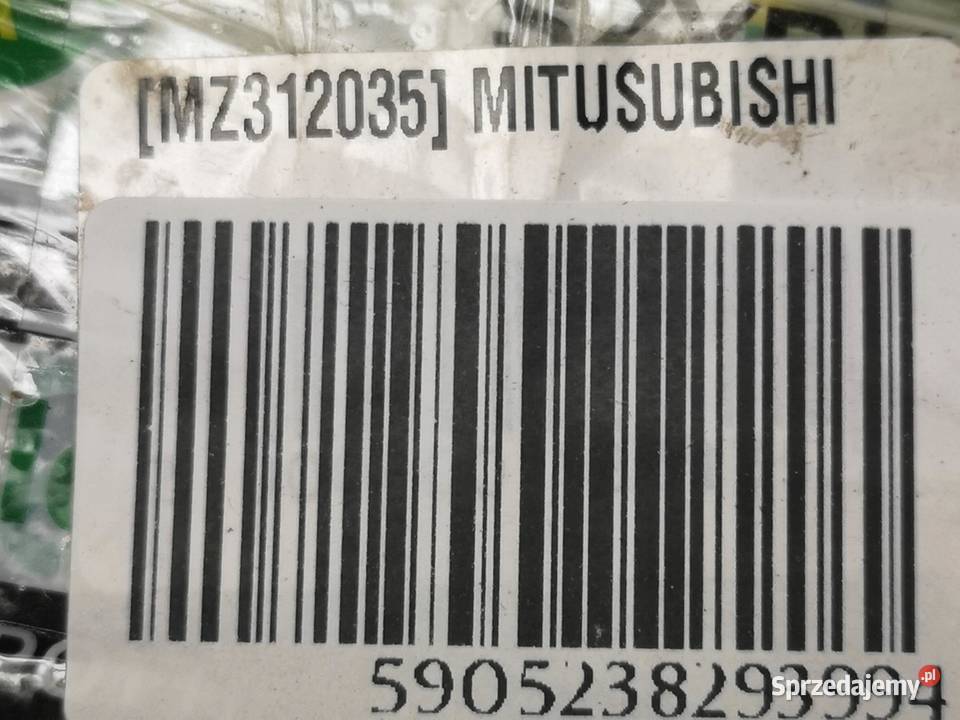 [MZ312035] MITUSUBISHI
5905238293994
Sprzedajemy.pl